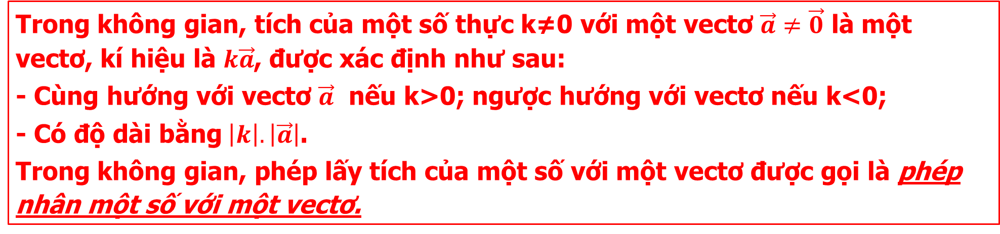 Trong không gian, tích của một số thực k≠0 với một vectơ \(\vec{a} \neq \vec{0}\) là một
vectơ, kí hiệu là \(k\vec{a}\), được xác định như sau:
- Cùng hướng với vectơ \(\vec{a}\) nếu k>0; ngược hướng với vectơ nếu k<0;
- Có độ dài bằng \(|k|.|\vec{a}|\).
Trong không gian, phép lấy tích của một số với một vectơ được gọi là phép
nhân một số với một vectơ.